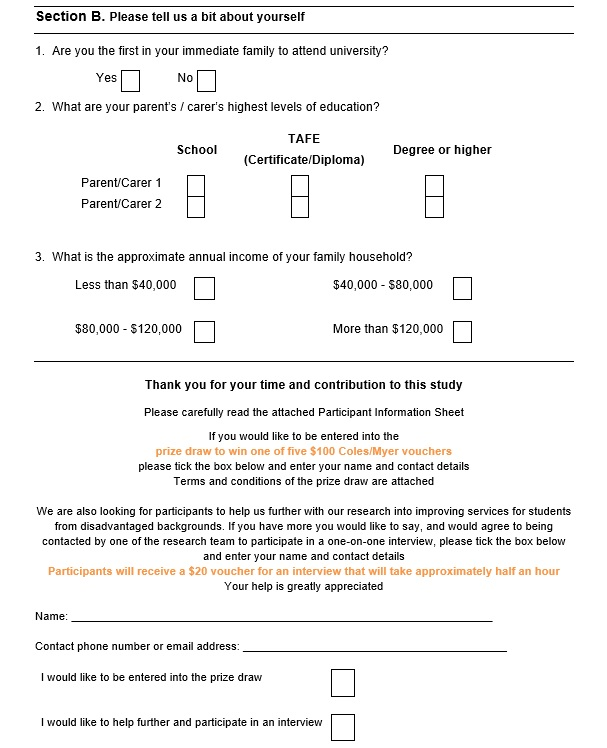 Section B. Please tell us a bit about yourself
1. Are you the first in your immediate family to attend university?
Yes No
2. What are your parent's / carer's highest levels of education?
School TAFE (Certificate/Diploma) Degree or higher
Parent/Carer 1
Parent/Carer 2
3. What is the approximate annual income of your family household?
Less than $40,000 $40,000 - $80,000
$80,000 - $120,000 More than $120,000
Thank you for your time and contribution to this study
Please carefully read the attached Participant Information Sheet
If you would like to be entered into the
prize draw to win one of five $100 Coles/Myer vouchers
please tick the box below and enter your name and contact details
Terms and conditions of the prize draw are attached
We are also looking for participants to help us further with our research into improving services for students
from disadvantaged backgrounds. If you have more you would like to say, and would agree to being
contacted by one of the research team to participate in a one-on-one interview, please tick the box below
and enter your name and contact details
Participants will receive a $20 voucher for an interview that will take approximately half an hour
Your help is greatly appreciated
Name:
Contact phone number or email address:
I would like to be entered into the prize draw
I would like to help further and participate in an interview